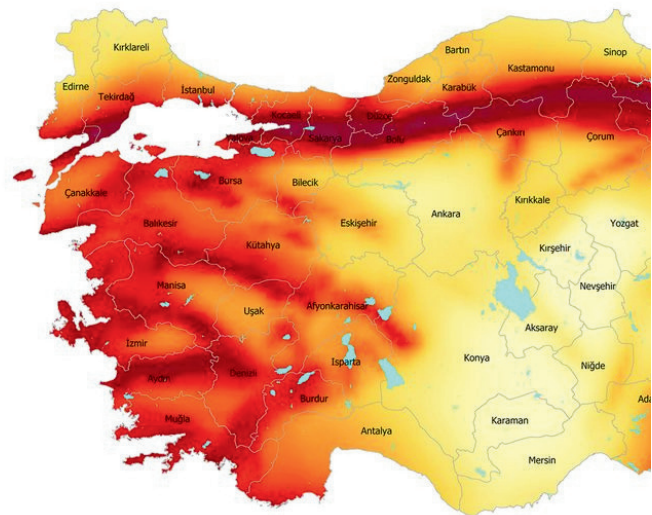 Kırklareli
Edirne
Tekirdağ
İstanbul
Kocaeli
Yalova
Sakarya
Düzce
Bolu
Zonguldak
Bartın
Karabük
Kastamonu
Sinop
Çankırı
Çorum
Çanakkale
Balıkesir
Bursa
Bilecik
Eskişehir
Ankara
Kırıkkale
Yozgat
Kırşehir
Nevşehir
Kütahya
Manisa
Uşak
Afyonkarahisar
İzmir
Aydın
Denizli
Isparta
Burdur
Muğla
Antalya
Konya
Aksaray
Niğde
Karaman
Mersin
Ada